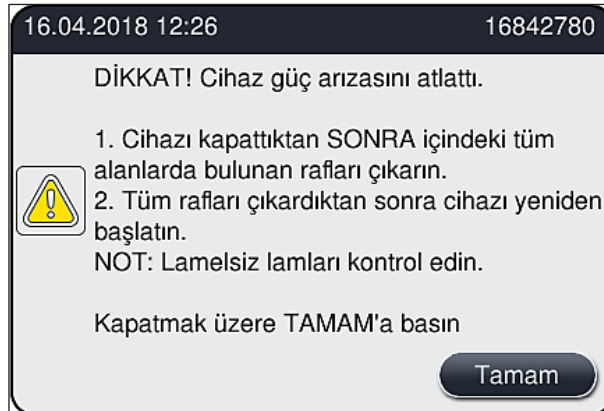 16.04.2018 12:26 16842780
DİKKAT! Cihaz güç arızasını atlattı.
1. Cihazı kapattıktan SONRA içindeki tüm
alanlarda bulunan rafları çıkarın.
2. Tüm rafları çıkardıktan sonra cihazı yeniden
başlatın.
NOT: Lamelsiz lamları kontrol edin.
Kapatmak üzere TAMAM'a basın
Tamam